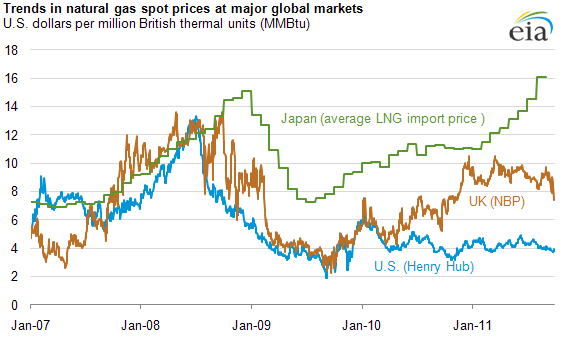 Trends in natural gas spot prices at major global markets
U.S. dollars per million British thermal units (MMBtu)
eia
18
16
14
12
10
8
6
4
2
0
Japan (average LNG import price )
UK (NBP)
U.S. (Henry Hub)
Jan-07 Jan-08 Jan-09 Jan-10 Jan-11